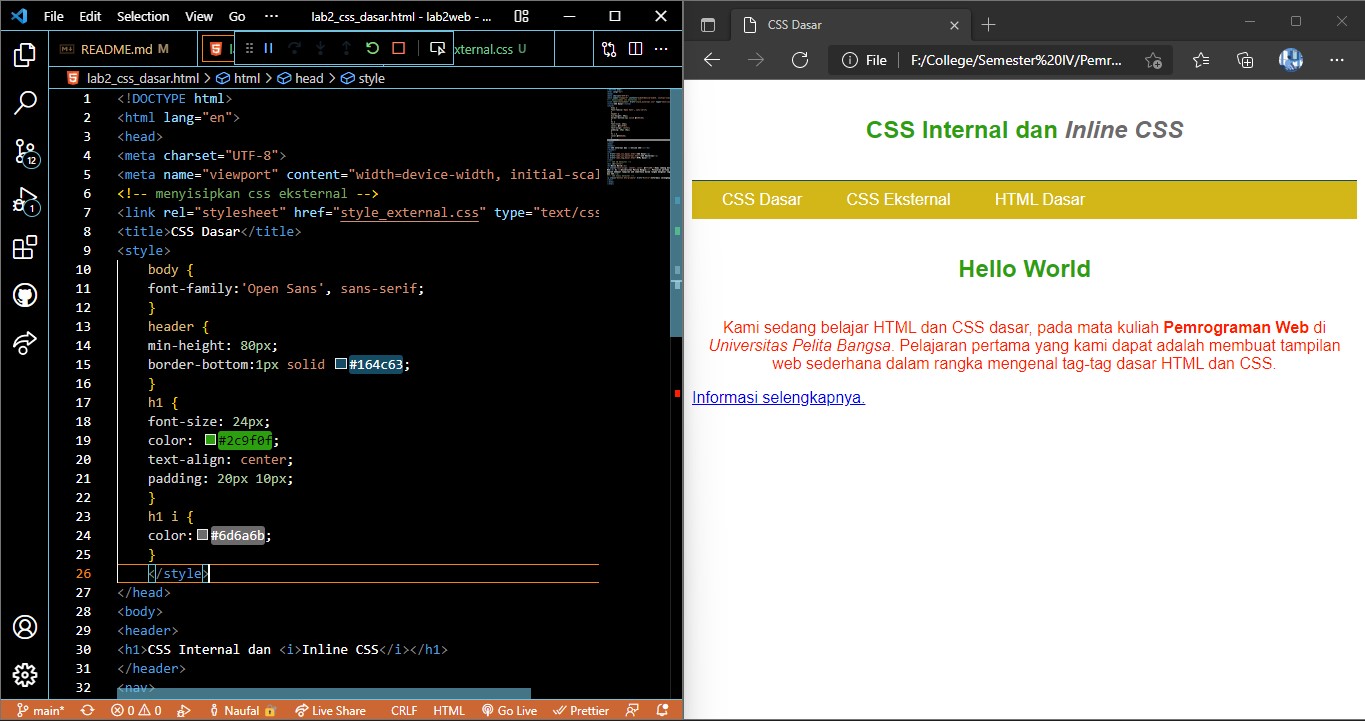 File Edit Selection View Go ··· lab2_css_dasar.html - lab2web - ...
README.md M
xternal.css U
lab2_css_dasar.html > html > head > style
1 <!DOCTYPE html>
2 <html lang="en">
3 <head>
4 <meta charset="UTF-8">
5 <meta name="viewport" content="width=device-width, initial-scal
6 <!-- menyisipkan css eksternal -->
7 <link rel="stylesheet" href="style_external.css" type="text/css
8 <title>CSS Dasar</title>
9 <style>
10 body {
11 font-family:'Open Sans', sans-serif;
12 }
13 header {
14 min-height: 80px;
15 border-bottom:1px solid #164c63;
16 }
17 h1 {
18 font-size: 24px;
19 color: #2c9f0f;
20 text-align: center;
21 padding: 20px 10px;
22 }
23 h1 i {
24 color:#6d6a6b;
25 }
26 </style>
27 </head>
28 <body>
29 <header>
30 <h1>CSS Internal dan <i>Inline CSS</i></h1>
31 </header>
32 <nav>
12
1
main* 0 0 Naufal Live Share CRLF HTML Go Live Prettier
CSS Dasar
File F:/College/Semester%20IV/Pemr...
CSS Internal dan Inline CSS
CSS Dasar CSS Eksternal HTML Dasar
Hello World
Kami sedang belajar HTML dan CSS dasar, pada mata kuliah Pemrograman Web di
Universitas Pelita Bangsa. Pelajaran pertama yang kami dapat adalah membuat tampilan
web sederhana dalam rangka mengenal tag-tag dasar HTML dan CSS.
Informasi selengkapnya.